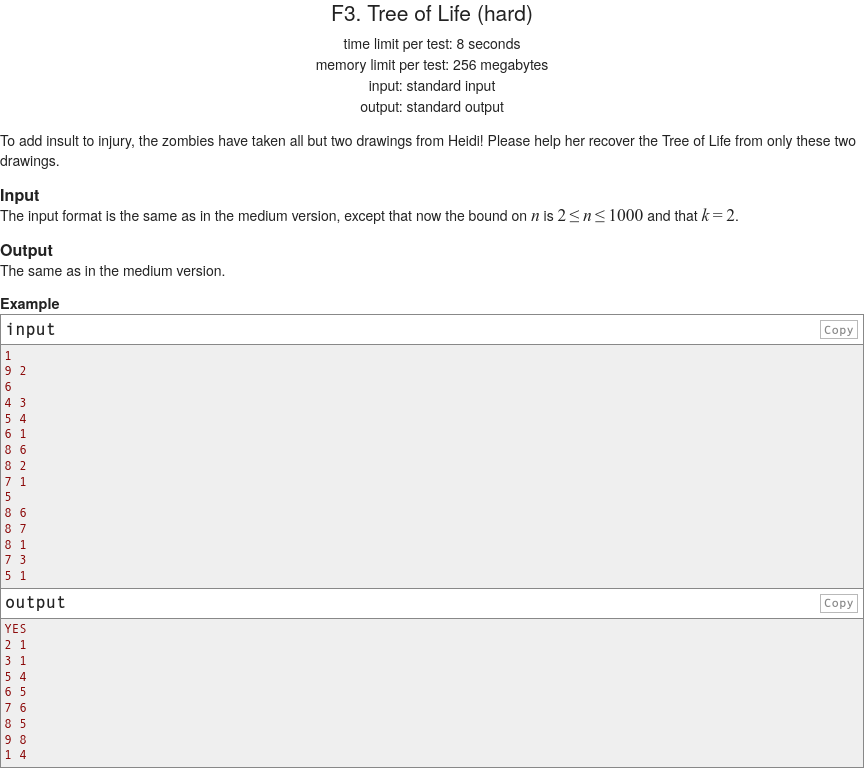 F3. Tree of Life (hard)
time limit per test: 8 seconds
memory limit per test: 256 megabytes
input: standard input
output: standard output
To add insult to injury, the zombies have taken all but two drawings from Heidi! Please help her recover the Tree of Life from only these two
drawings.
Input
The input format is the same as in the medium version, except that now the bound on n is 2 ≤ n ≤ 1000 and that k = 2.
Output
The same as in the medium version.
Example
input Copy
1
9 2
6
4 3
5 4
6 1
8 6
8 2
7 1
5
8 6
8 7
8 1
7 3
5 1
output Copy
YES
2 1
3 1
5 4
6 5
7 6
8 5
9 8
1 4